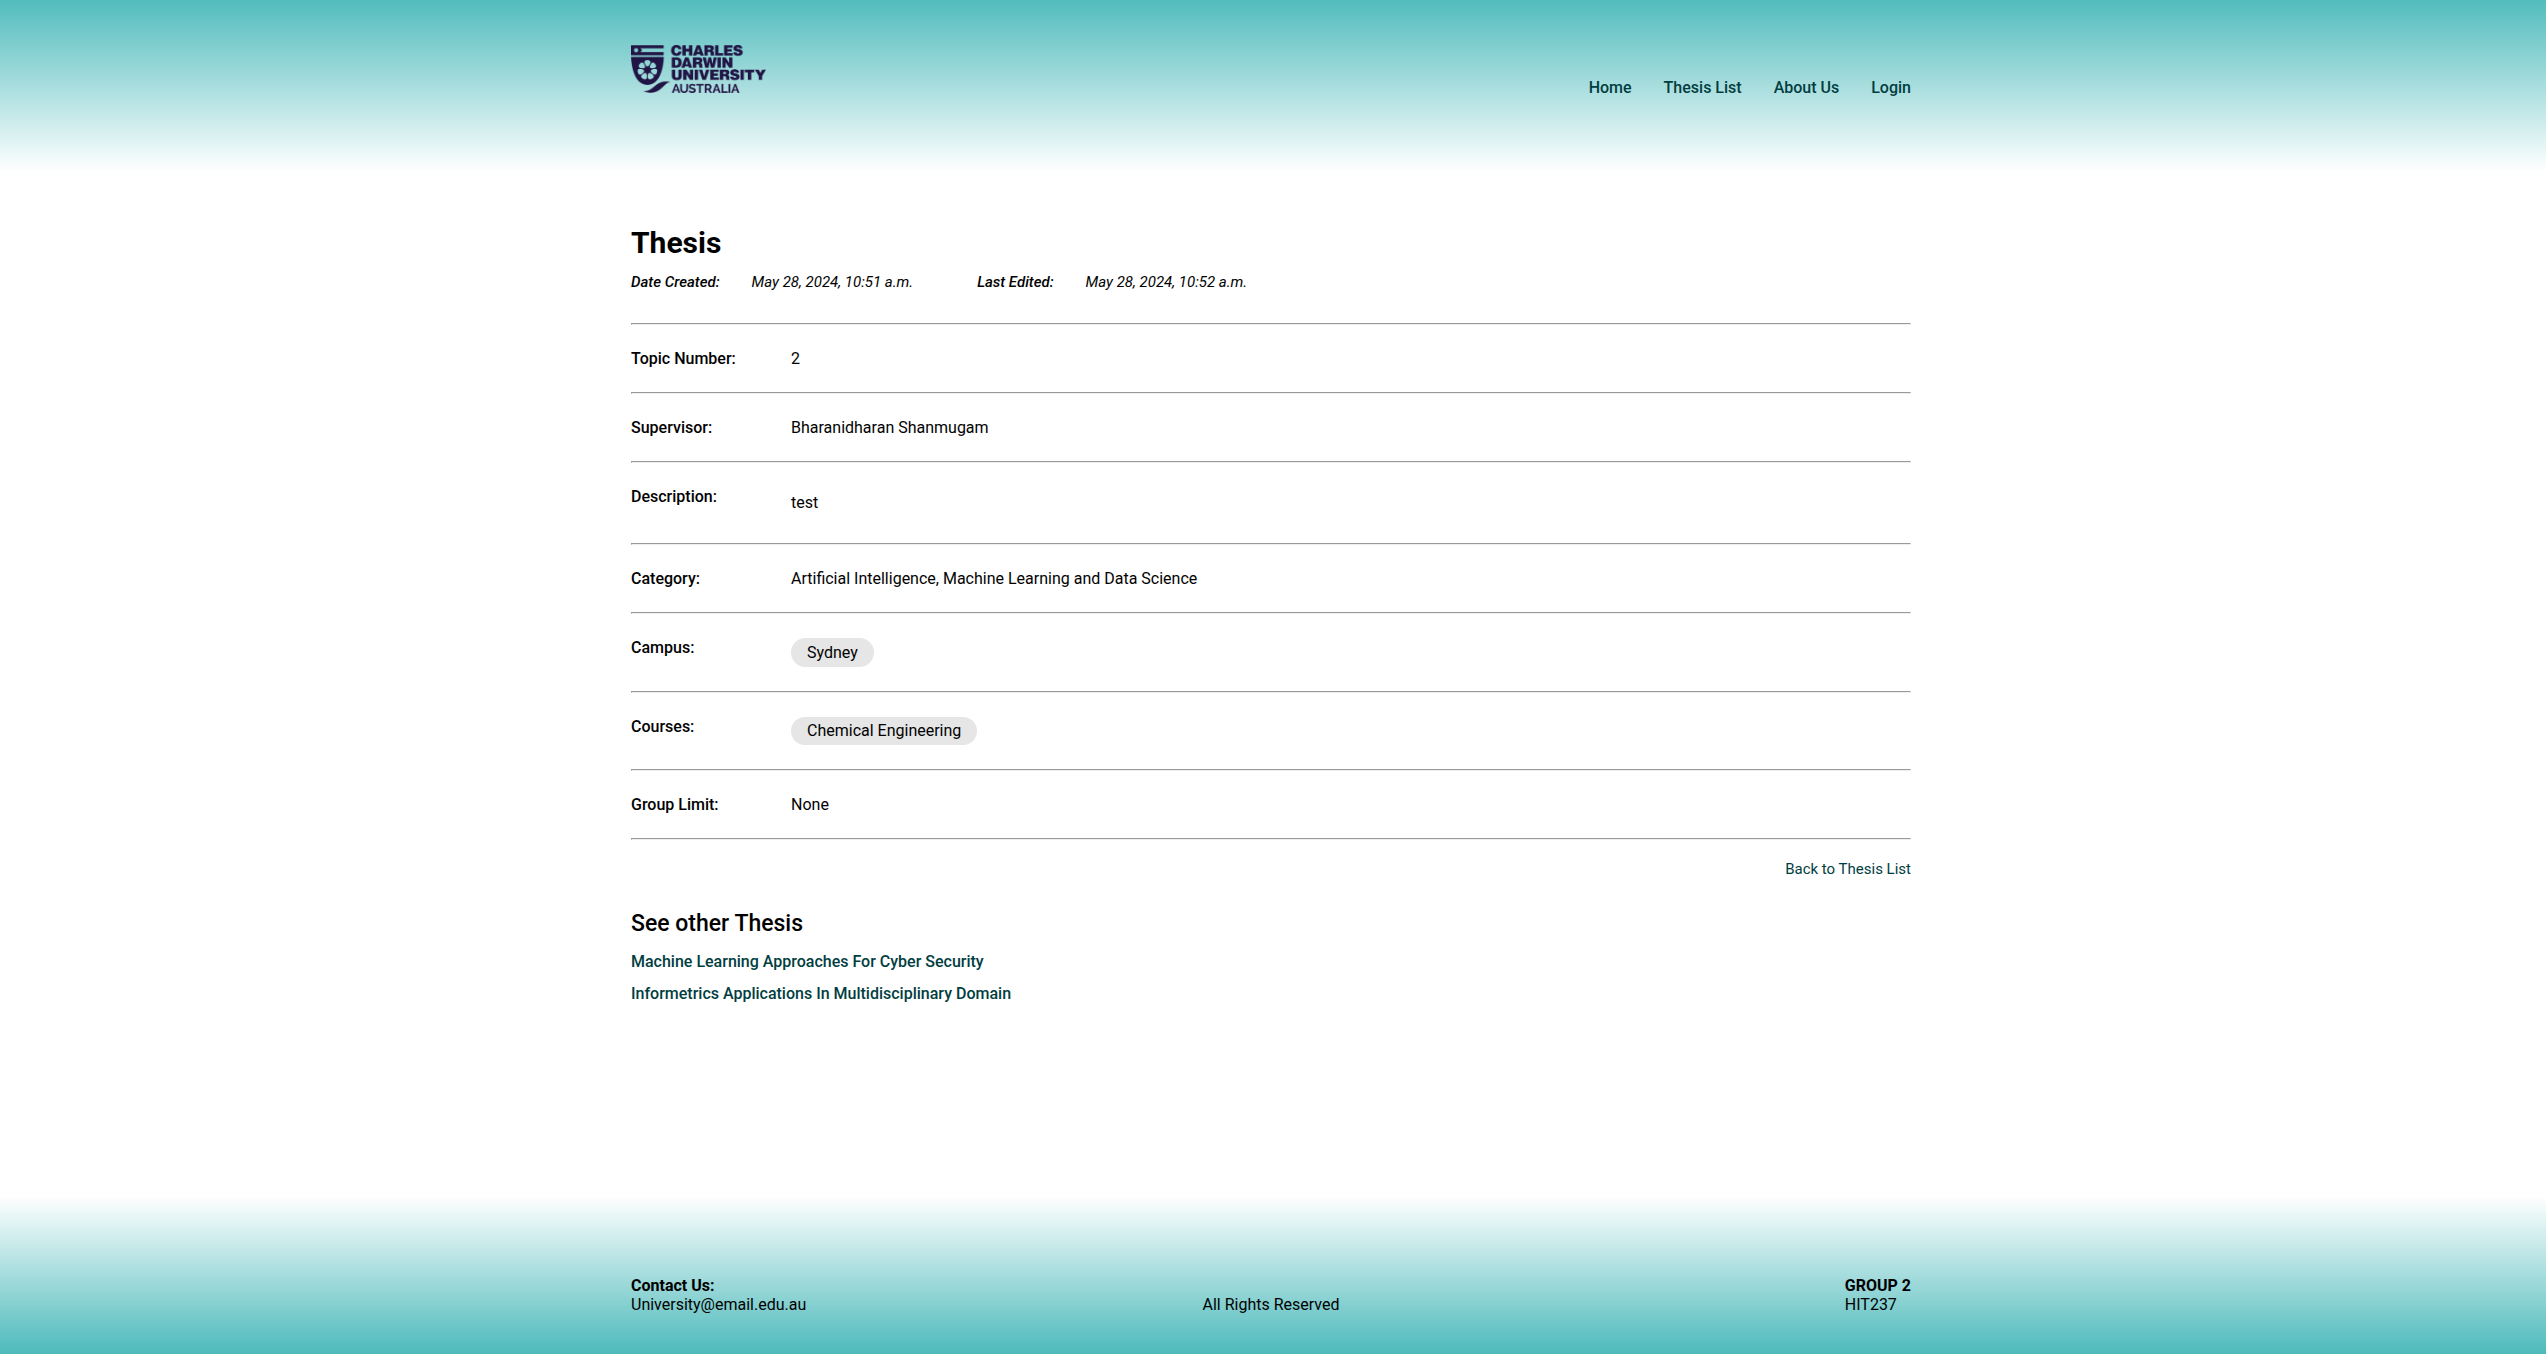 CHARLES
DARWIN
UNIVERSITY
AUSTRALIA
Home Thesis List About Us Login
Thesis
Date Created: May 28, 2024, 10:51 a.m. Last Edited: May 28, 2024, 10:52 a.m.
Topic Number: 2
Supervisor: Bharanidharan Shanmugam
Description: test
Category: Artificial Intelligence, Machine Learning and Data Science
Campus: Sydney
Courses: Chemical Engineering
Group Limit: None
Back to Thesis List
See other Thesis
Machine Learning Approaches For Cyber Security
Informetrics Applications In Multidisciplinary Domain
Contact Us: GROUP 2
University@email.edu.au All Rights Reserved HIT237